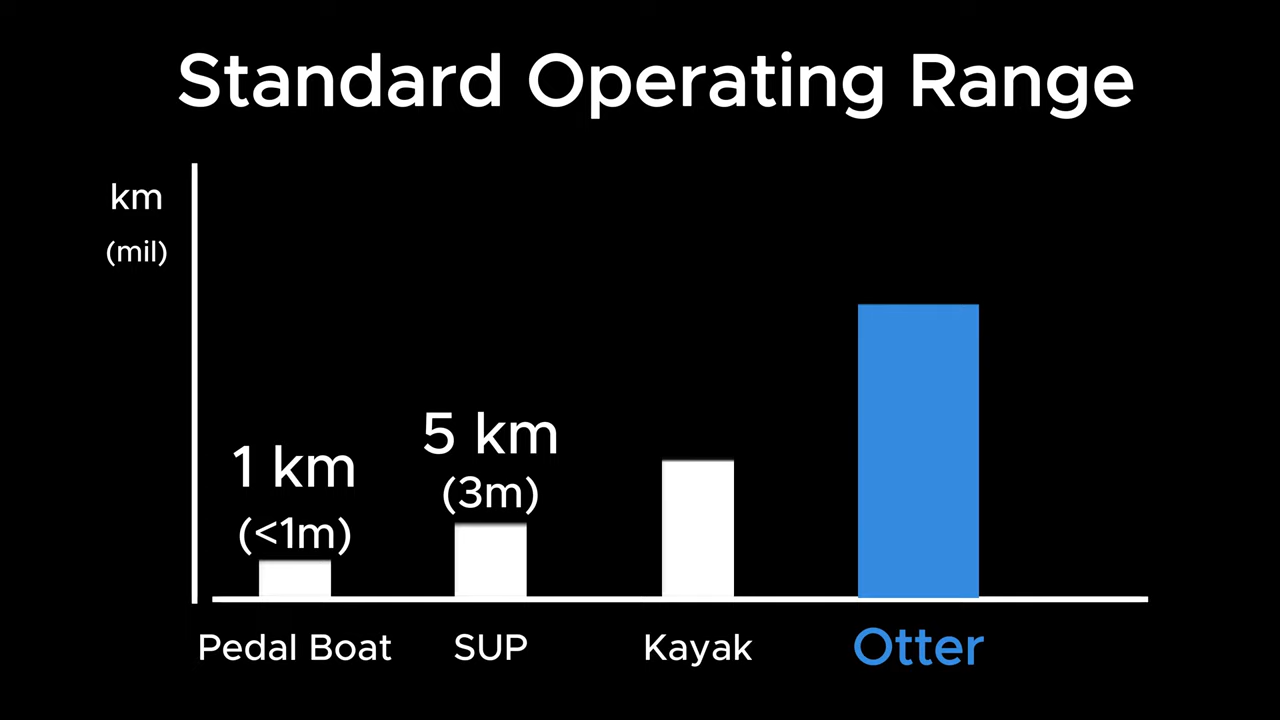 Standard Operating Range
km
(mil)
1 km
(<1m)
5 km
(3m)
Pedal Boat
SUP
Kayak
Otter